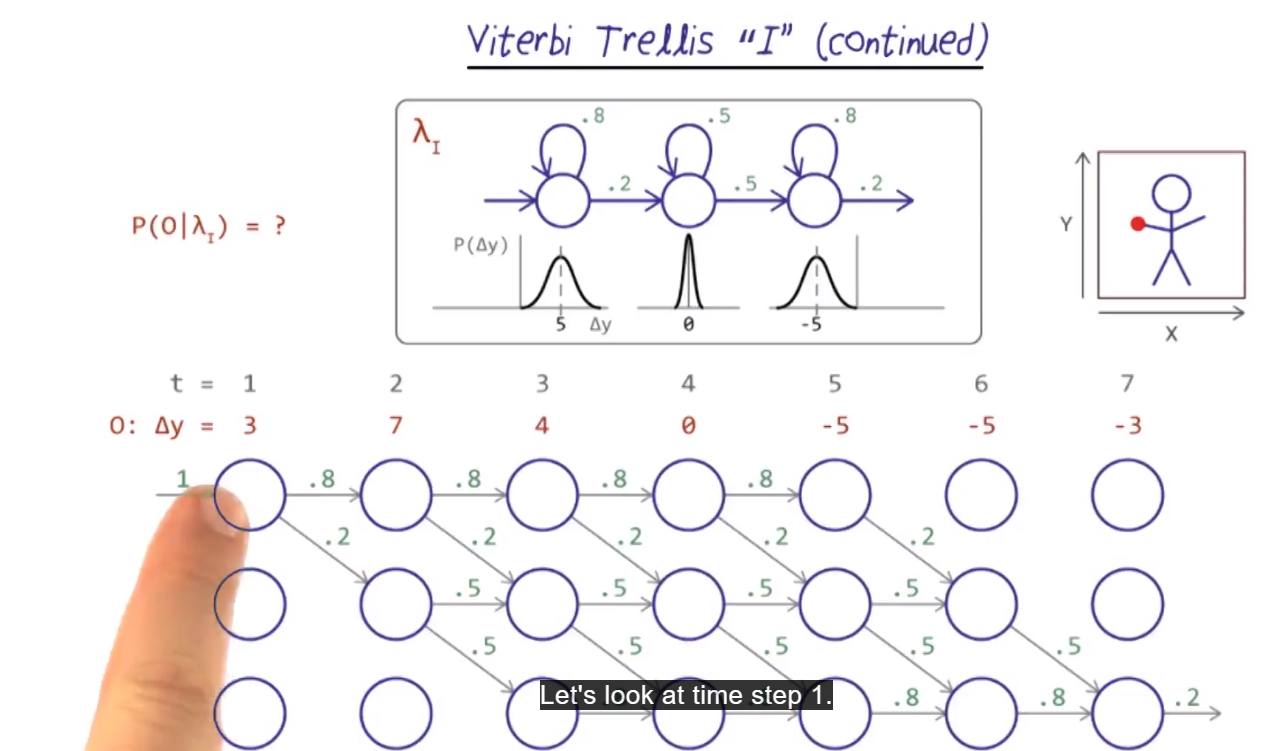 Viterbi Trellis "I" (continued)
λI
.8 .5 .8
.2 .5 .2
P(O|λI) = ?
P(Δy)
5 Δy 0 -5
Y
X
t = 1 2 3 4 5 6 7
O: Δy = 3 7 4 0 -5 -5 -3
1 .8 .8 .8 .8
.2 .2 .2 .2 .2
.5 .5 .5 .5
.5 .5 .5 .5 .5
Let's look at time step 1.
.8 .8 .2